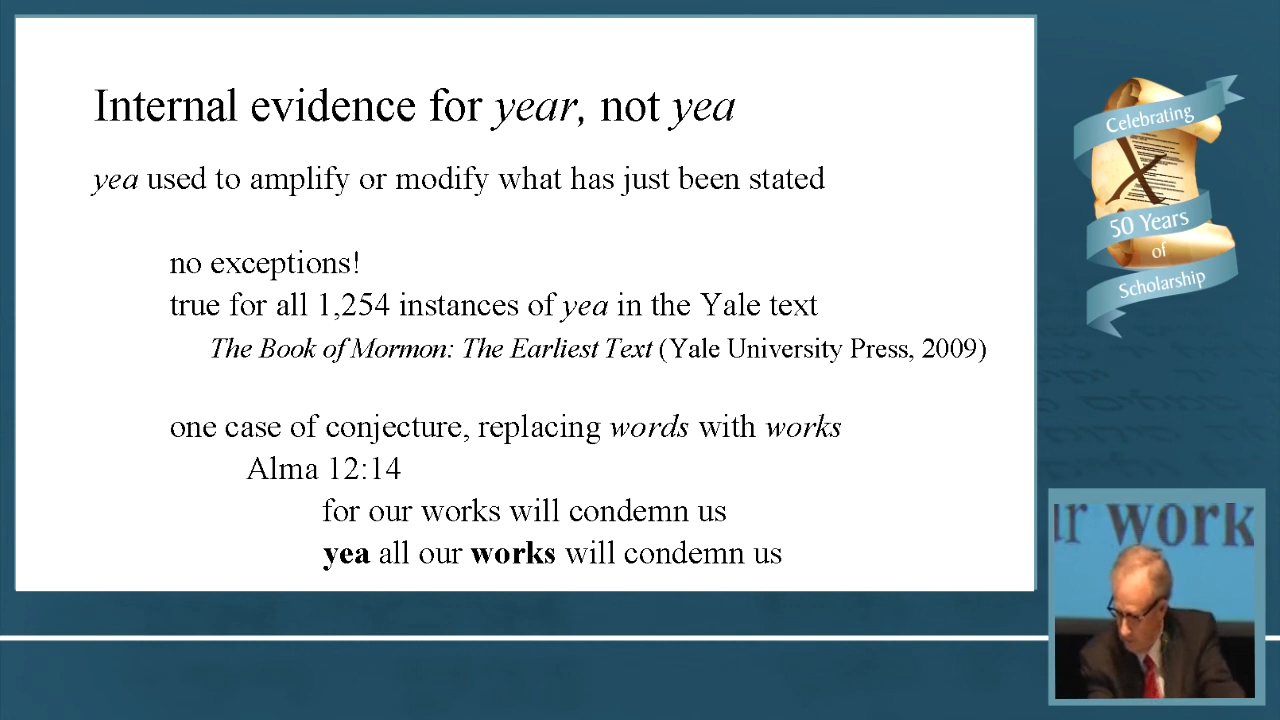 Internal evidence for year, not yea
yea used to amplify or modify what has just been stated
no exceptions!
true for all 1,254 instances of yea in the Yale text
The Book of Mormon: The Earliest Text (Yale University Press, 2009)
one case of conjecture, replacing words with works
Alma 12:14
for our works will condemn us
yea all our works will condemn us
Celebrating
50 Years
of
Scholarship
ur work